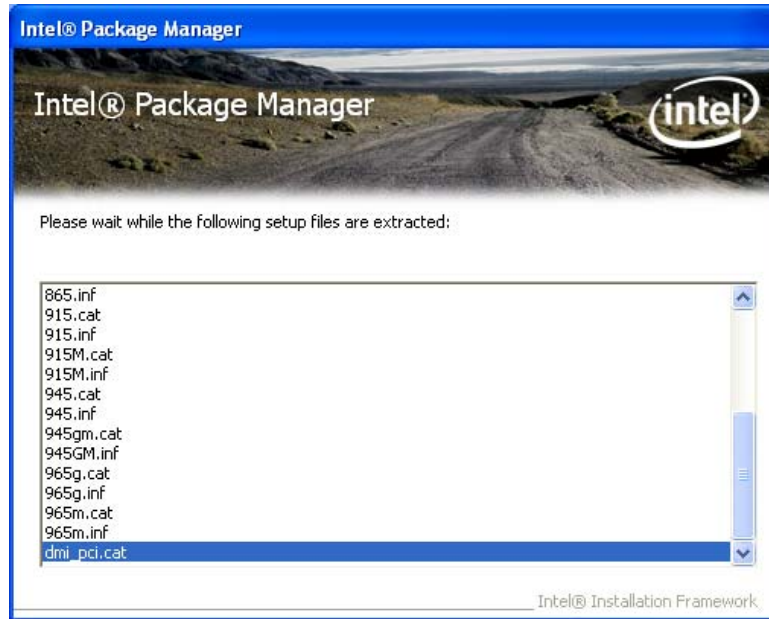 Intel® Package Manager
Intel® Package Manager
intel
Please wait while the following setup files are extracted:
865.inf
915.cat
915.inf
915M.cat
915M.inf
945.cat
945.inf
945gm.cat
945GM.inf
965g.cat
965g.inf
965m.cat
965m.inf
dmi_pci.cat
Intel® Installation Framework